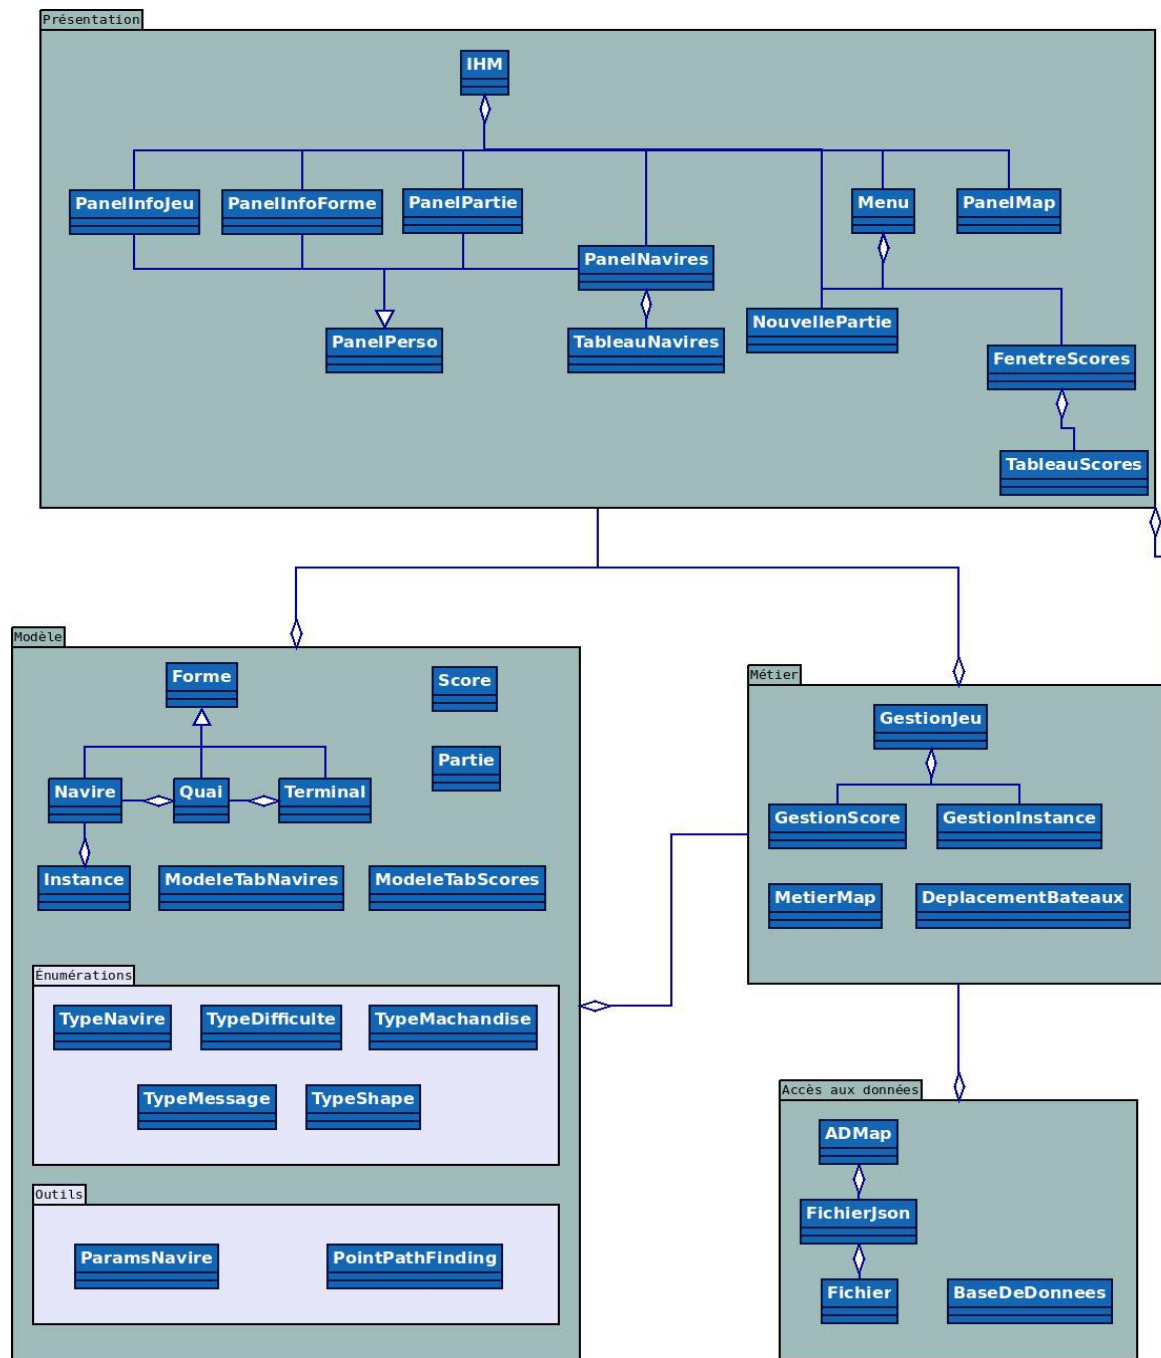 Présentation
IHM
PanelInfoJeu
PanelInfoForme
PanelPartie
Menu
PanelMap
PanelNavires
NouvellePartie
PanelPerso
TableauNavires
FenetreScores
TableauScores
Modèle
Forme
Score
Partie
Navire
Quai
Terminal
Instance
ModeleTabNavires
ModeleTabScores
Énumérations
TypeNavire
TypeDifficulte
TypeMachandise
TypeMessage
TypeShape
Outils
ParamsNavire
PointPathFinding
Métier
GestionJeu
GestionScore
GestionInstance
MetierMap
DeplacementBateaux
Accès aux données
ADMap
FichierJson
Fichier
BaseDeDonnees